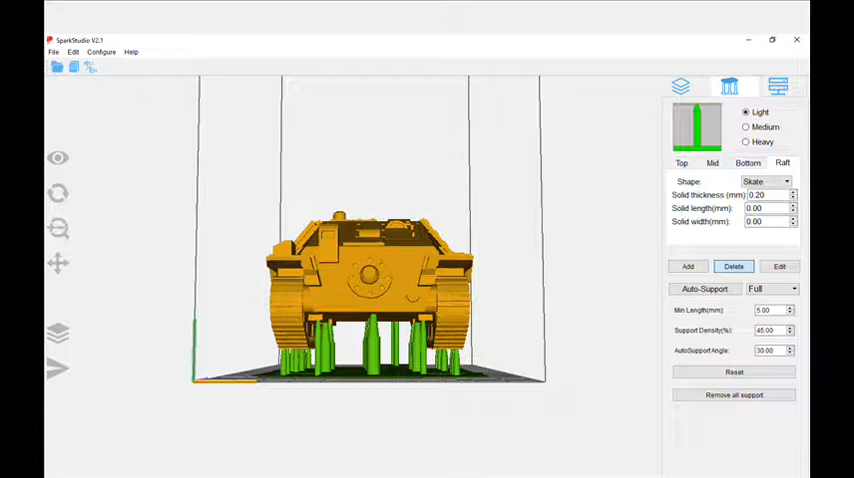 SparkStudio V2.1
File Edit Configure Help
Light
Medium
Heavy
Top Mid Bottom Raft
Shape: Skate
Solid thickness (mm) 0.20
Solid length(mm): 0.00
Solid width(mm): 0.00
Add Delete Edit
Auto-Support Full
Min Length(mm): 5.00
Support Density(%): 45.00
AutoSupport Angle: 30.00
Reset
Remove all support